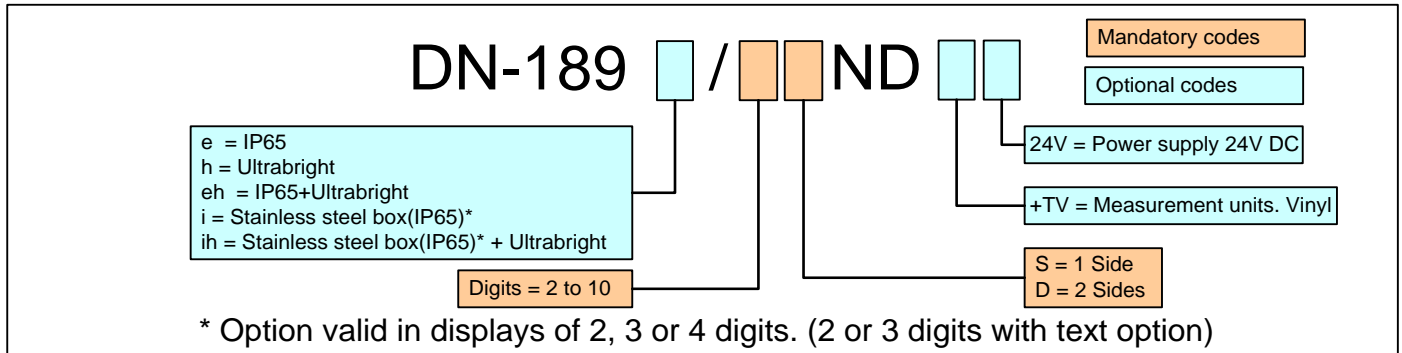 DN-189 / ND
Mandatory codes
Optional codes
e = IP65
h = Ultrabright
eh = IP65+Ultrabright
i = Stainless steel box(IP65)*
ih = Stainless steel box(IP65)* + Ultrabright
24V = Power supply 24V DC
+TV = Measurement units. Vinyl
Digits = 2 to 10
S = 1 Side
D = 2 Sides
* Option valid in displays of 2, 3 or 4 digits. (2 or 3 digits with text option)